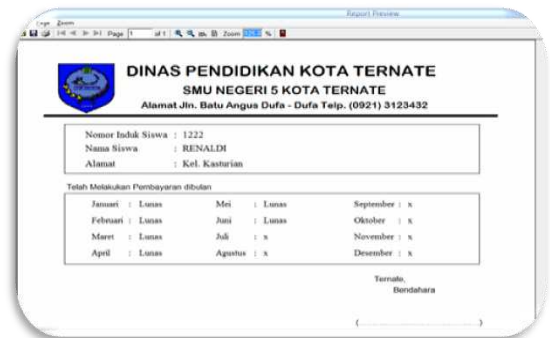 Report Preview
Page Zoom
Page 1 of 1 Zoom %
DINAS PENDIDIKAN KOTA TERNATE
SMU NEGERI 5 KOTA TERNATE
Alamat Jln. Batu Angus Dufa - Dufa Telp. (0921) 3123432
Nomor Induk Siswa : 1222
Nama Siswa : RENALDI
Alamat : Kel. Kasturian
Telah Melakukan Pembayaran dibulan
Januari : Lunas Mei : Lunas September : x
Februari : Lunas Juni : Lunas Oktober : x
Maret : Lunas Juli : x November : x
April : Lunas Agustus : x Desember : x
Ternate,
Bendahara
(..............................)